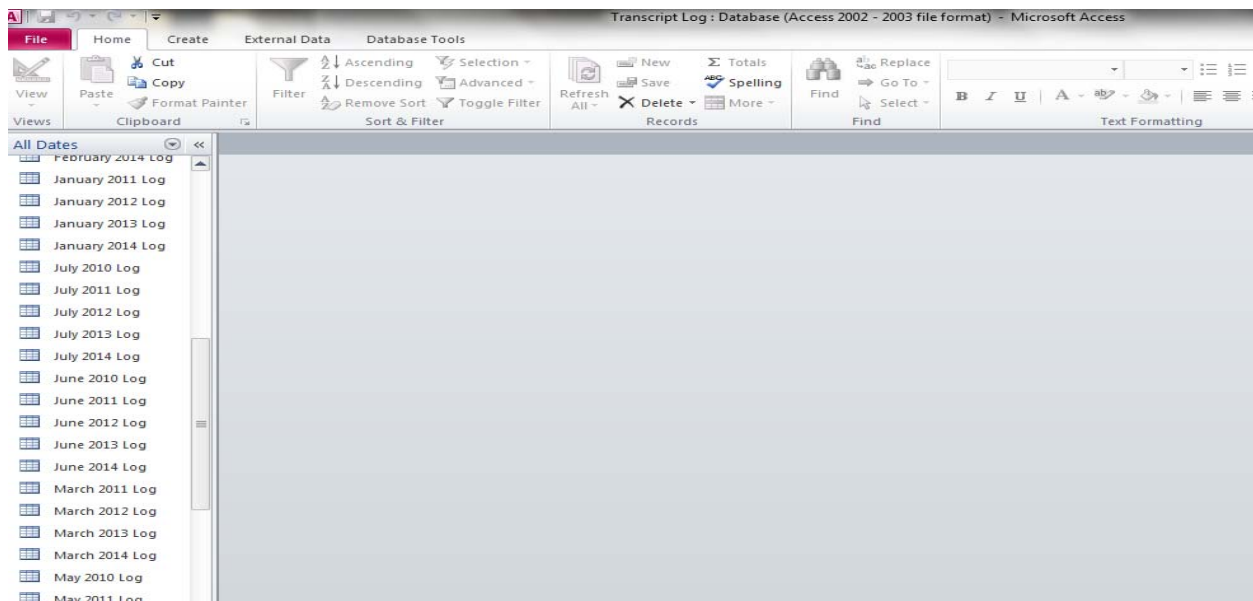 Transcript Log : Database (Access 2002 - 2003 file format) - Microsoft Access
File Home Create External Data Database Tools
View
Views
Paste
Cut
Copy
Format Painter
Clipboard
Filter
Ascending
Descending
Remove Sort
Selection
Advanced
Toggle Filter
Sort & Filter
Refresh All
New
Save
Delete
Totals
Spelling
More
Records
Find
Replace
Go To
Select
Find
B I U A
Text Formatting
All Dates
February 2014 Log
January 2011 Log
January 2012 Log
January 2013 Log
January 2014 Log
July 2010 Log
July 2011 Log
July 2012 Log
July 2013 Log
July 2014 Log
June 2010 Log
June 2011 Log
June 2012 Log
June 2013 Log
June 2014 Log
March 2011 Log
March 2012 Log
March 2013 Log
March 2014 Log
May 2010 Log
May 2011 Log